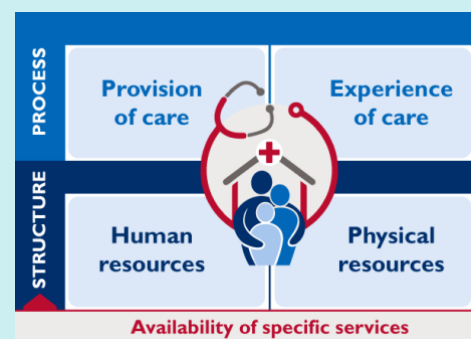 PROCESS
Provision
of care
Experience
of care
STRUCTURE
Human
resources
Physical
resources
Availability of specific services